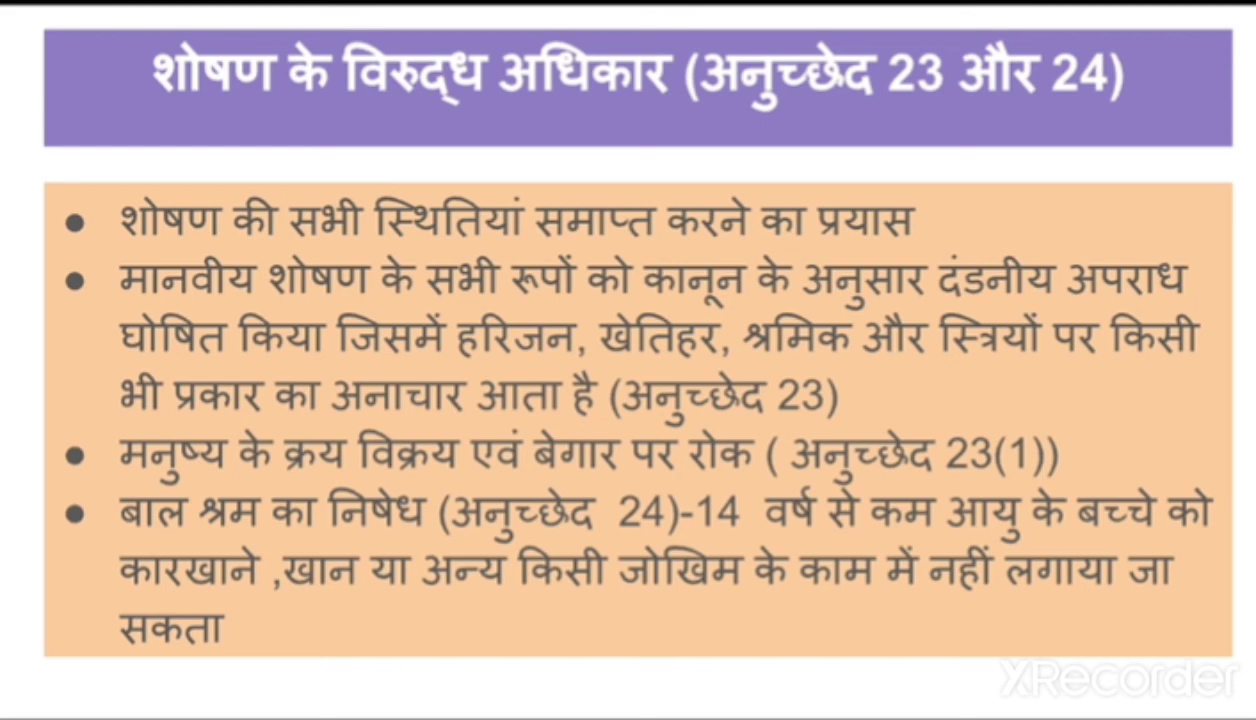 शोषण के विरुद्ध अधिकार (अनुच्छेद 23 और 24)
● शोषण की सभी स्थितियां समाप्त करने का प्रयास
● मानवीय शोषण के सभी रूपों को कानून के अनुसार दंडनीय अपराध
घोषित किया जिसमें हरिजन, खेतिहर, श्रमिक और स्त्रियों पर किसी
भी प्रकार का अनाचार आता है (अनुच्छेद 23)
● मनुष्य के क्रय विक्रय एवं बेगार पर रोक ( अनुच्छेद 23(1))
● बाल श्रम का निषेध (अनुच्छेद 24)-14 वर्ष से कम आयु के बच्चे को
कारखाने ,खान या अन्य किसी जोखिम के काम में नहीं लगाया जा
सकता
XRecorder